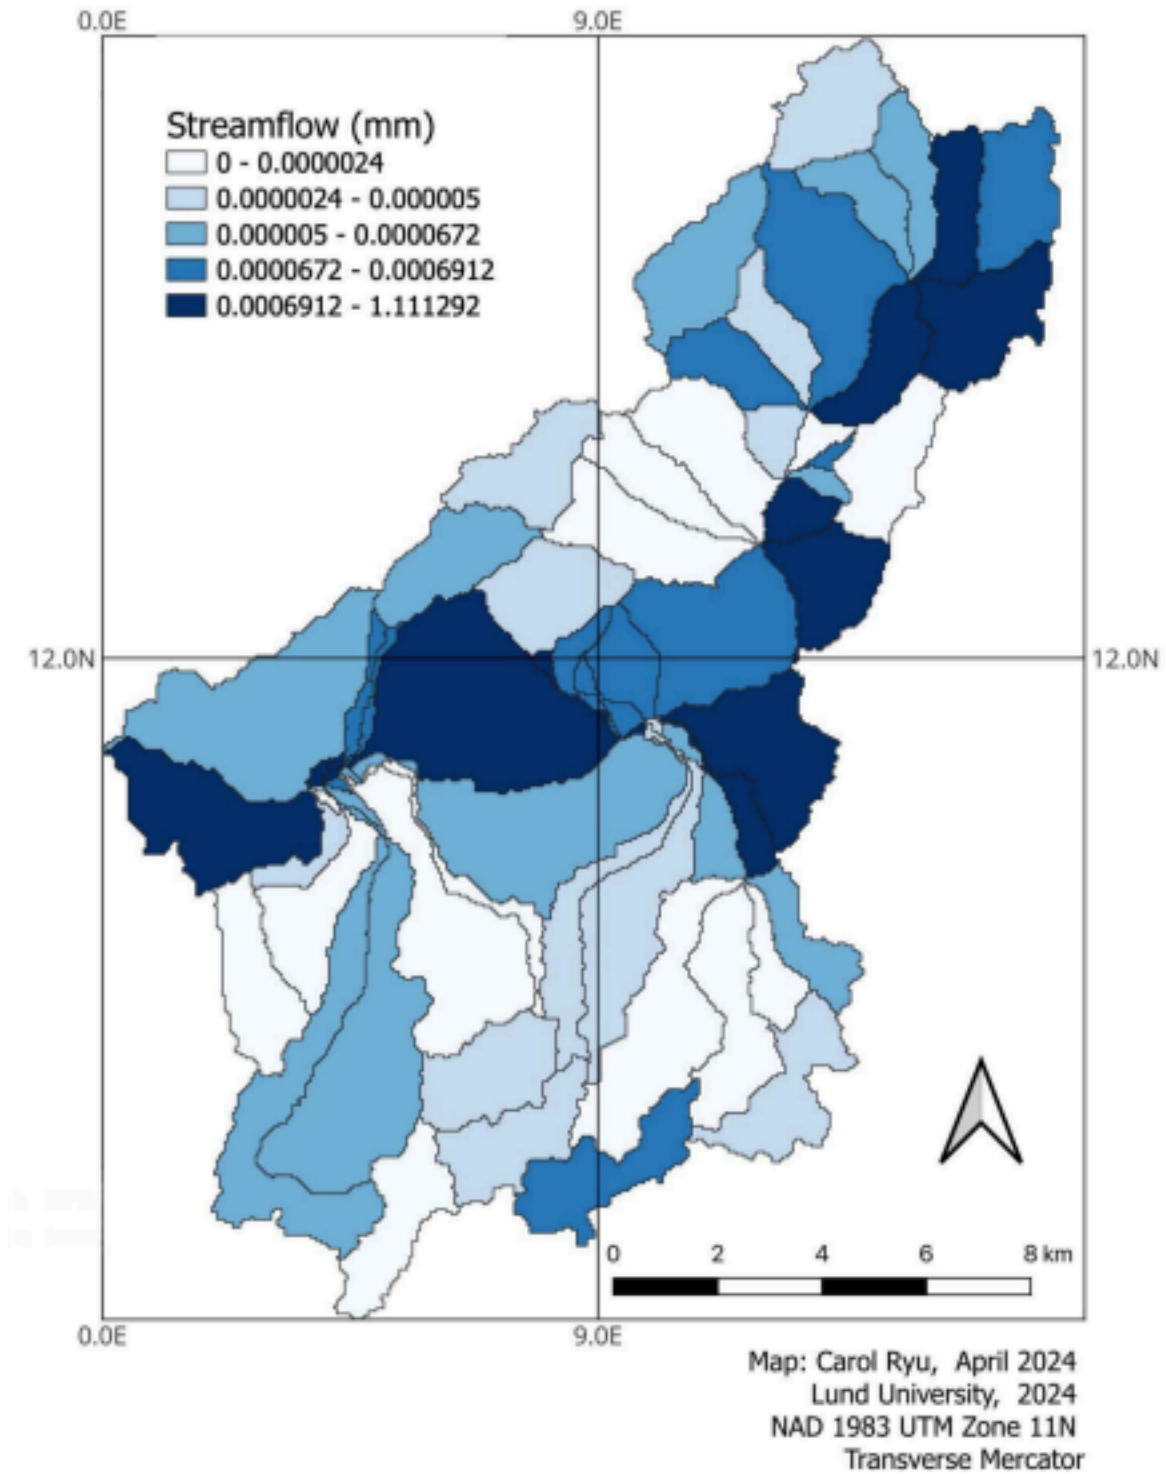 0.0E 9.0E
Streamflow (mm)
0 - 0.0000024
0.0000024 - 0.000005
0.000005 - 0.0000672
0.0000672 - 0.0006912
0.0006912 - 1.111292
12.0N 12.0N
0 2 4 6 8 km
0.0E 9.0E
Map: Carol Ryu, April 2024
Lund University, 2024
NAD 1983 UTM Zone 11N
Transverse Mercator